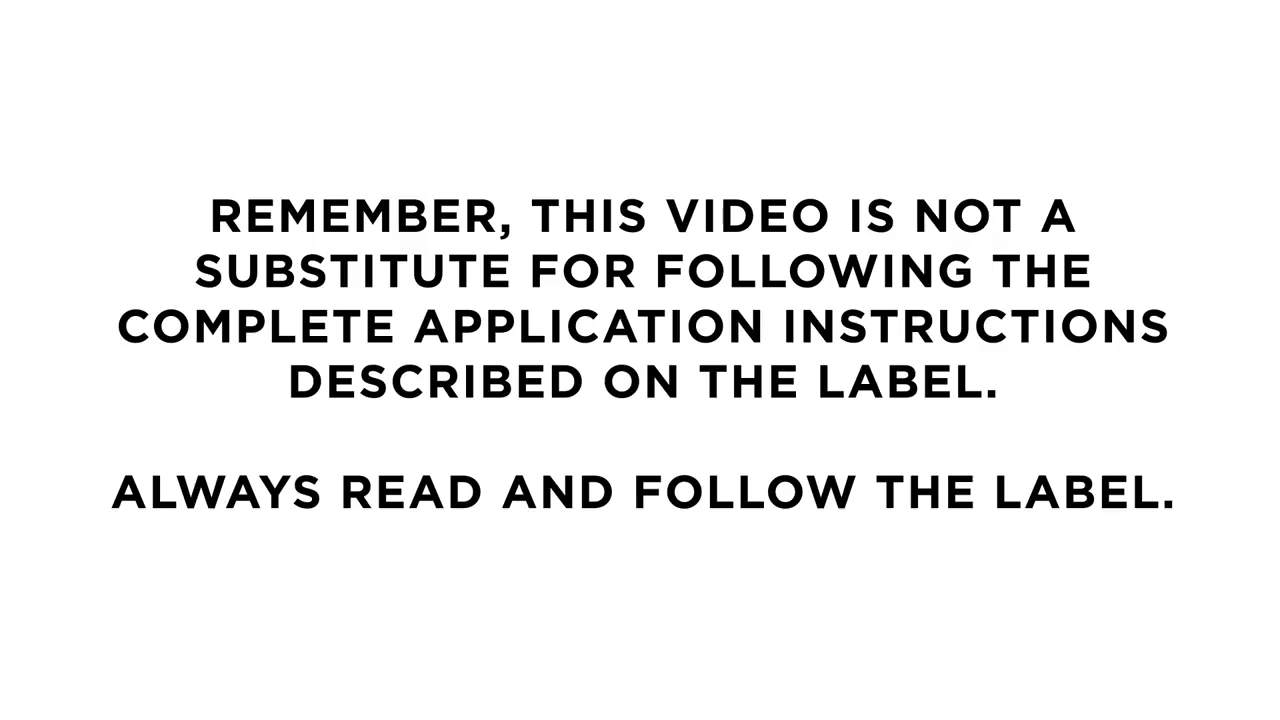 REMEMBER, THIS VIDEO IS NOT A
SUBSTITUTE FOR FOLLOWING THE
COMPLETE APPLICATION INSTRUCTIONS
DESCRIBED ON THE LABEL.
ALWAYS READ AND FOLLOW THE LABEL.